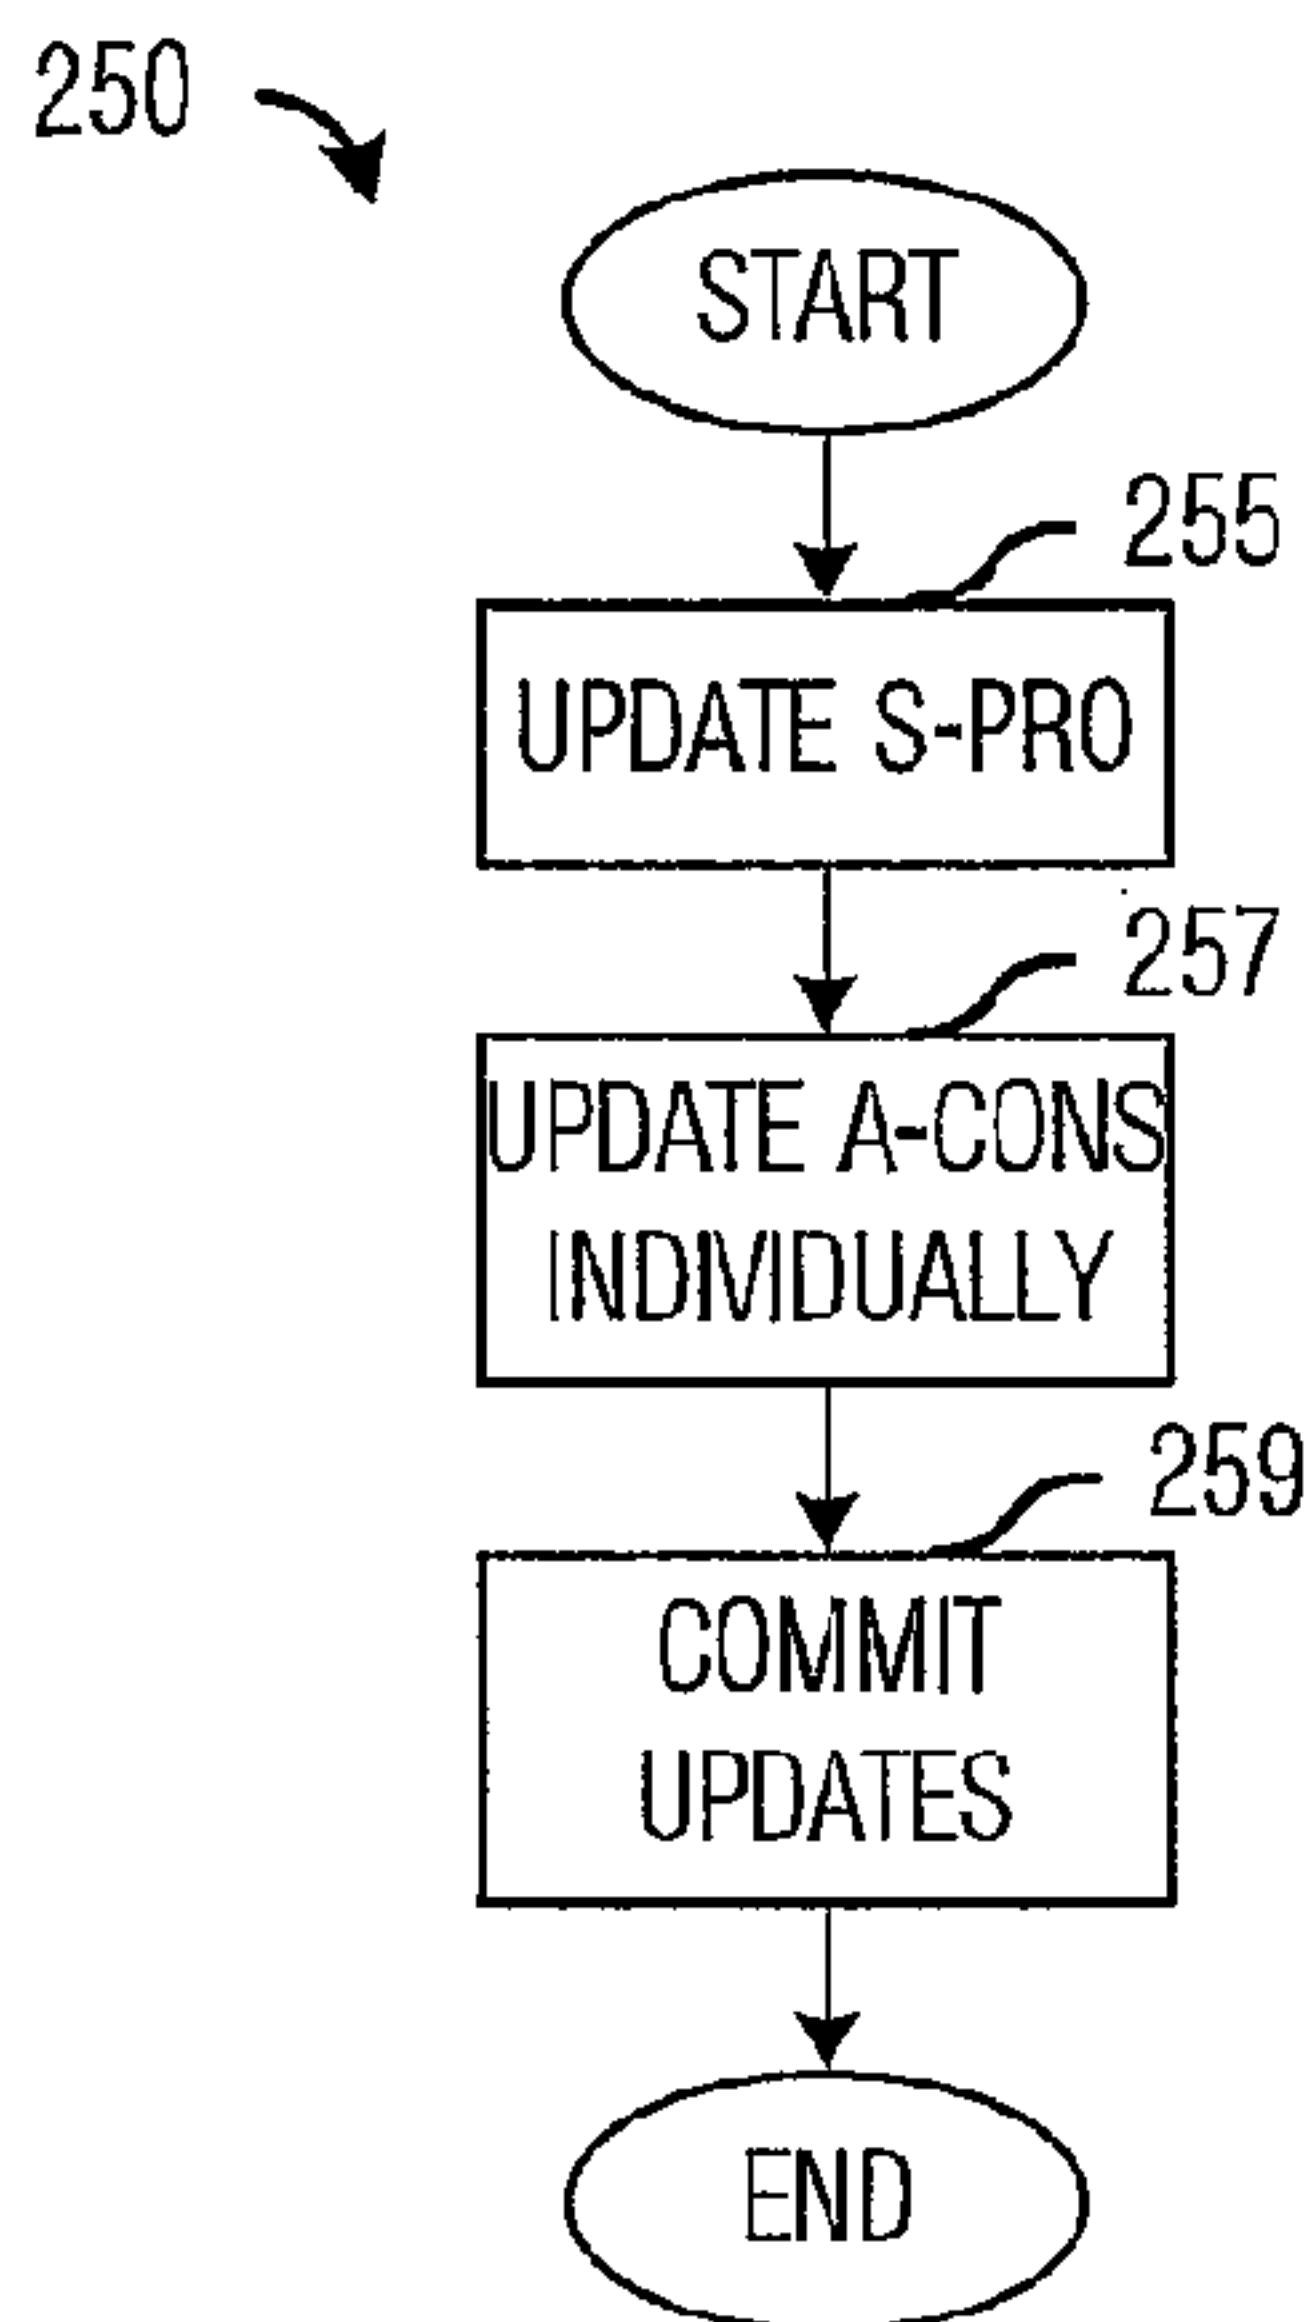 250
START
255
UPDATE S-PRO
257
UPDATE A-CONS
INDIVIDUALLY
259
COMMIT
UPDATES
END